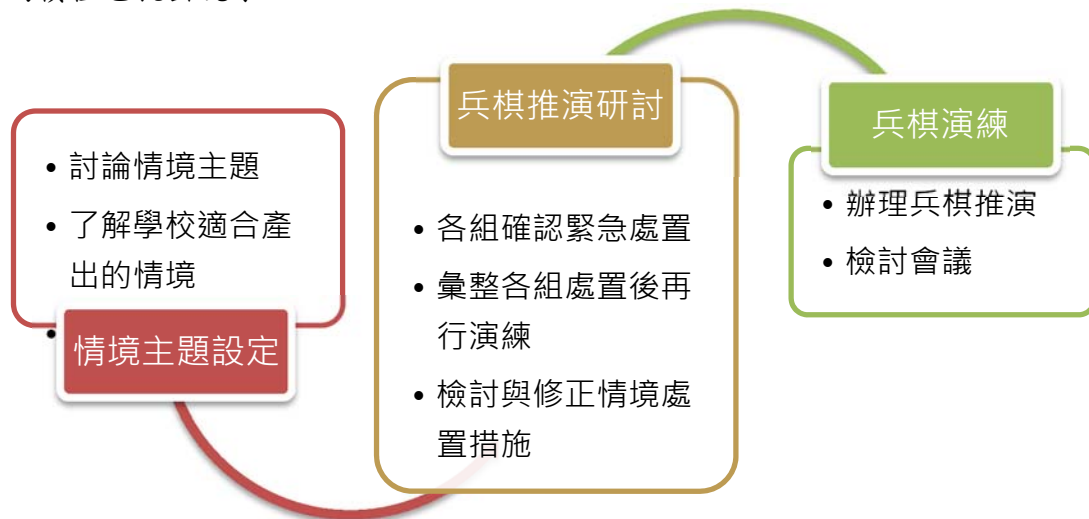 兵棋推演研討
兵棋演練
• 討論情境主題
• 了解學校適合產
出的情境
•
情境主題設定
• 各組確認緊急處置
• 彙整各組處置後再
行演練
• 檢討與修正情境處
置措施
• 辦理兵棋推演
• 檢討會議